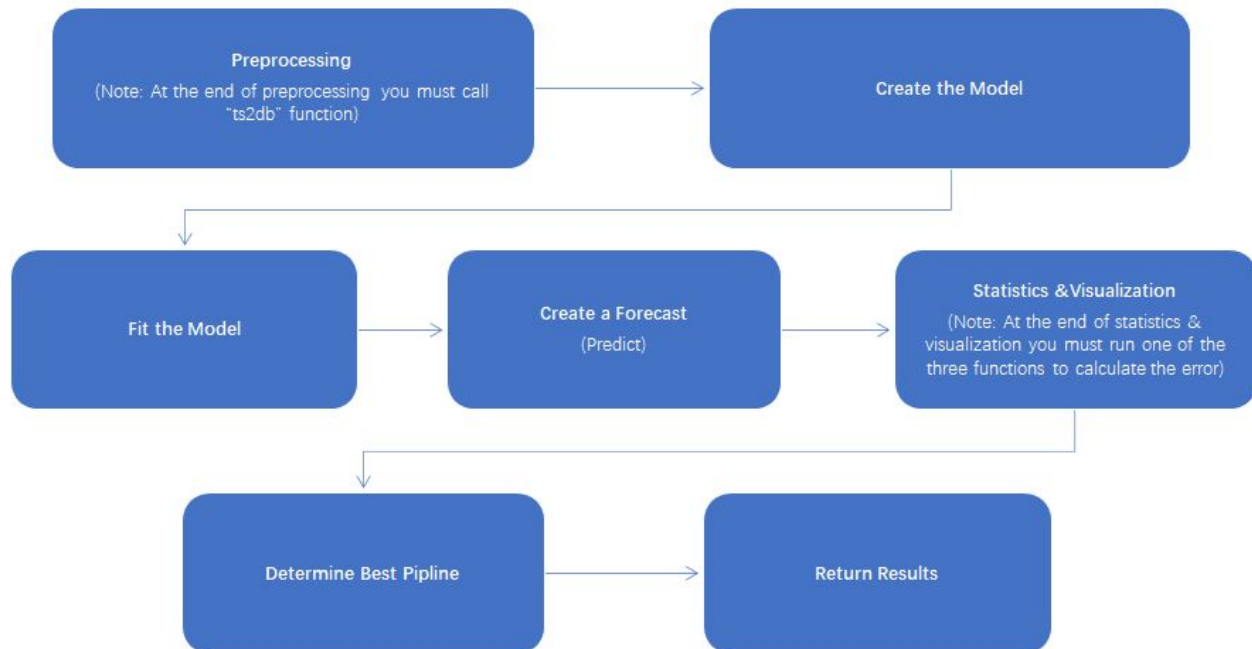 Preprocessing
(Note: At the end of preprocessing you must call
"ts2db" function)
Create the Model
Fit the Model
Create a Forecast
(Predict)
Statistics &Visualization
(Note: At the end of statistics &
visualization you must run one of the
three functions to calculate the error)
Determine Best Pipline
Return Results